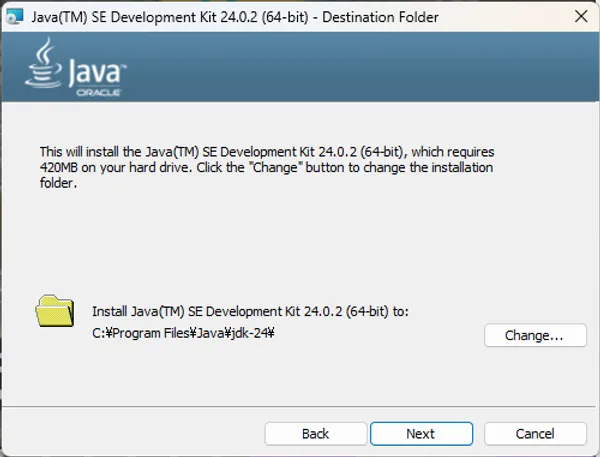 Java(TM) SE Development Kit 24.0.2 (64-bit) - Destination Folder
Java™
ORACLE
This will install the Java(TM) SE Development Kit 24.0.2 (64-bit), which requires
420MB on your hard drive. Click the "Change" button to change the installation
folder.
Install Java(TM) SE Development Kit 24.0.2 (64-bit) to:
C:¥Program Files¥Java¥jdk-24¥
Change...
Back
Next
Cancel